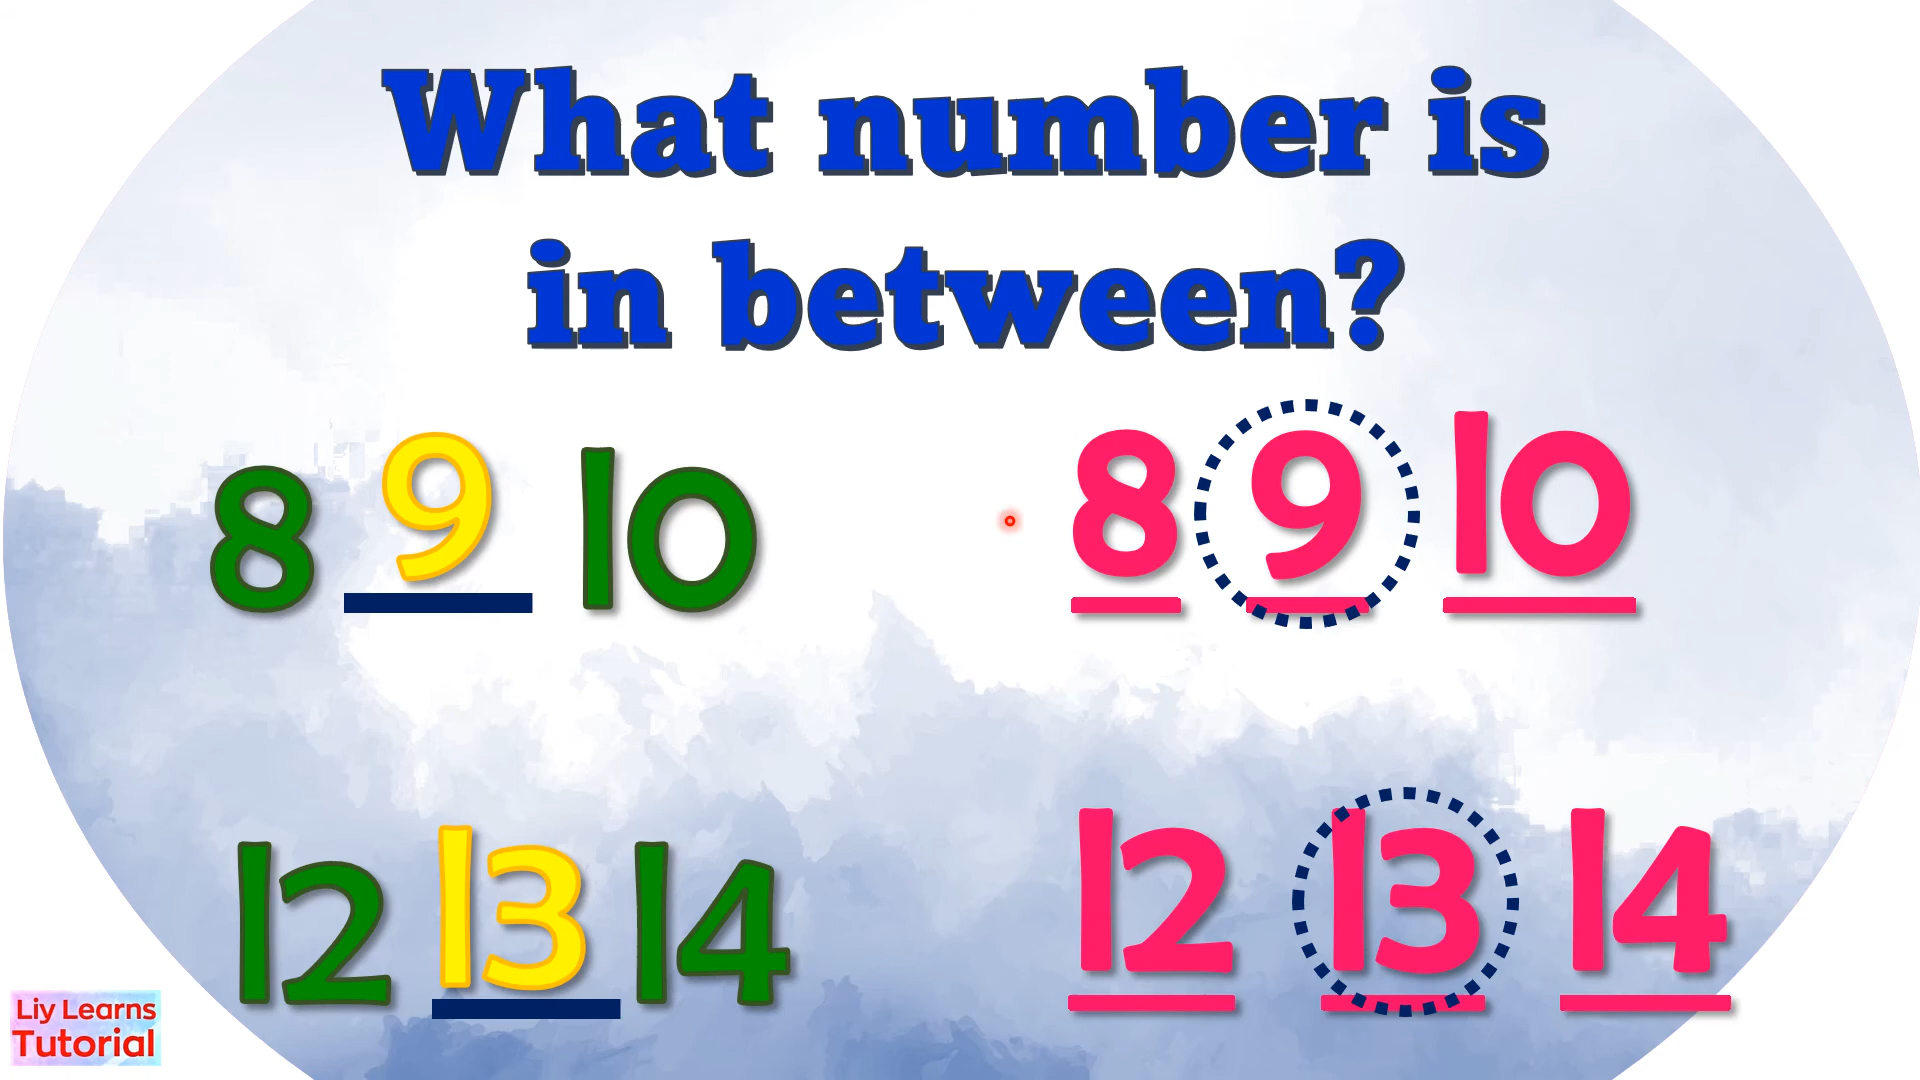 What number is
in between?
8 9 10
8 9 10
12 13 14
12 13 14
Liy Learns
Tutorial